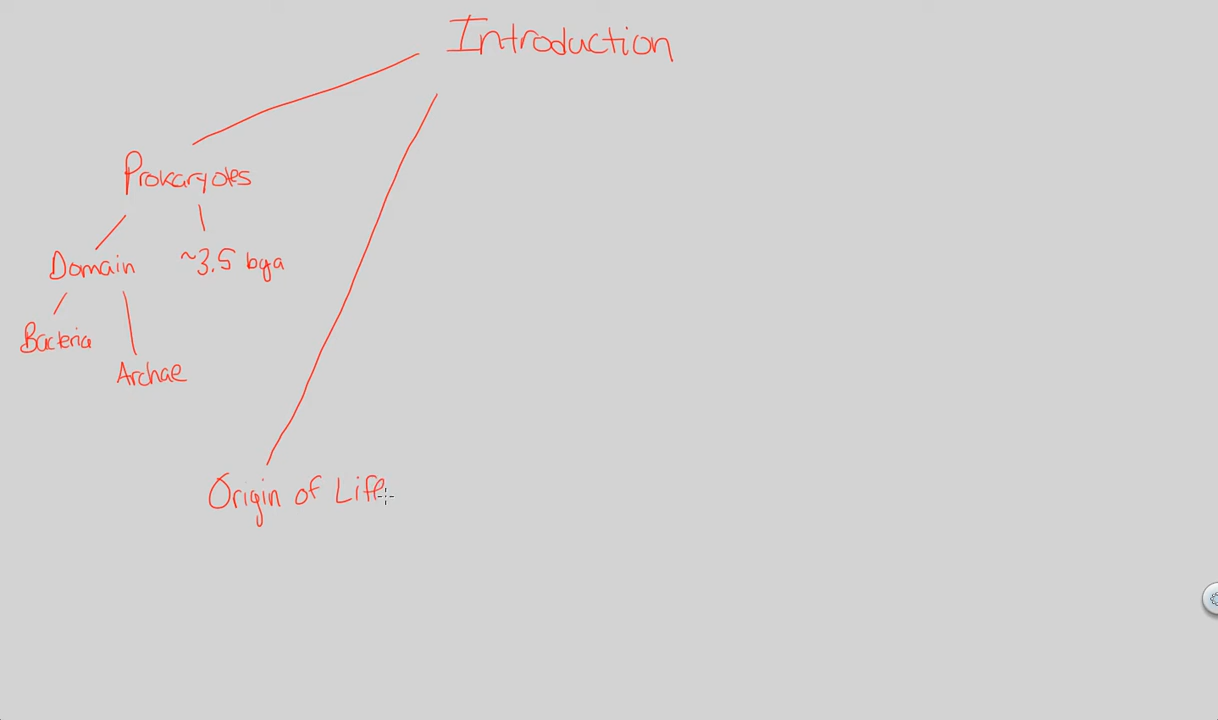 Introduction
Prokaryotes
Domain
~3.5 bya
Bacteria
Archae
Origin of Life